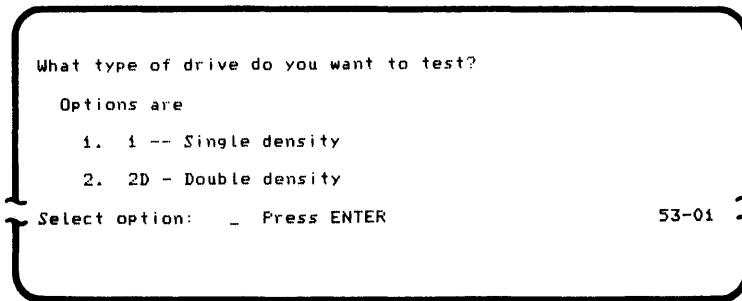 What type of drive do you want to test?
Options are
1. 1 -- Single density
2. 2D - Double density
Select option: _ Press ENTER 53-01